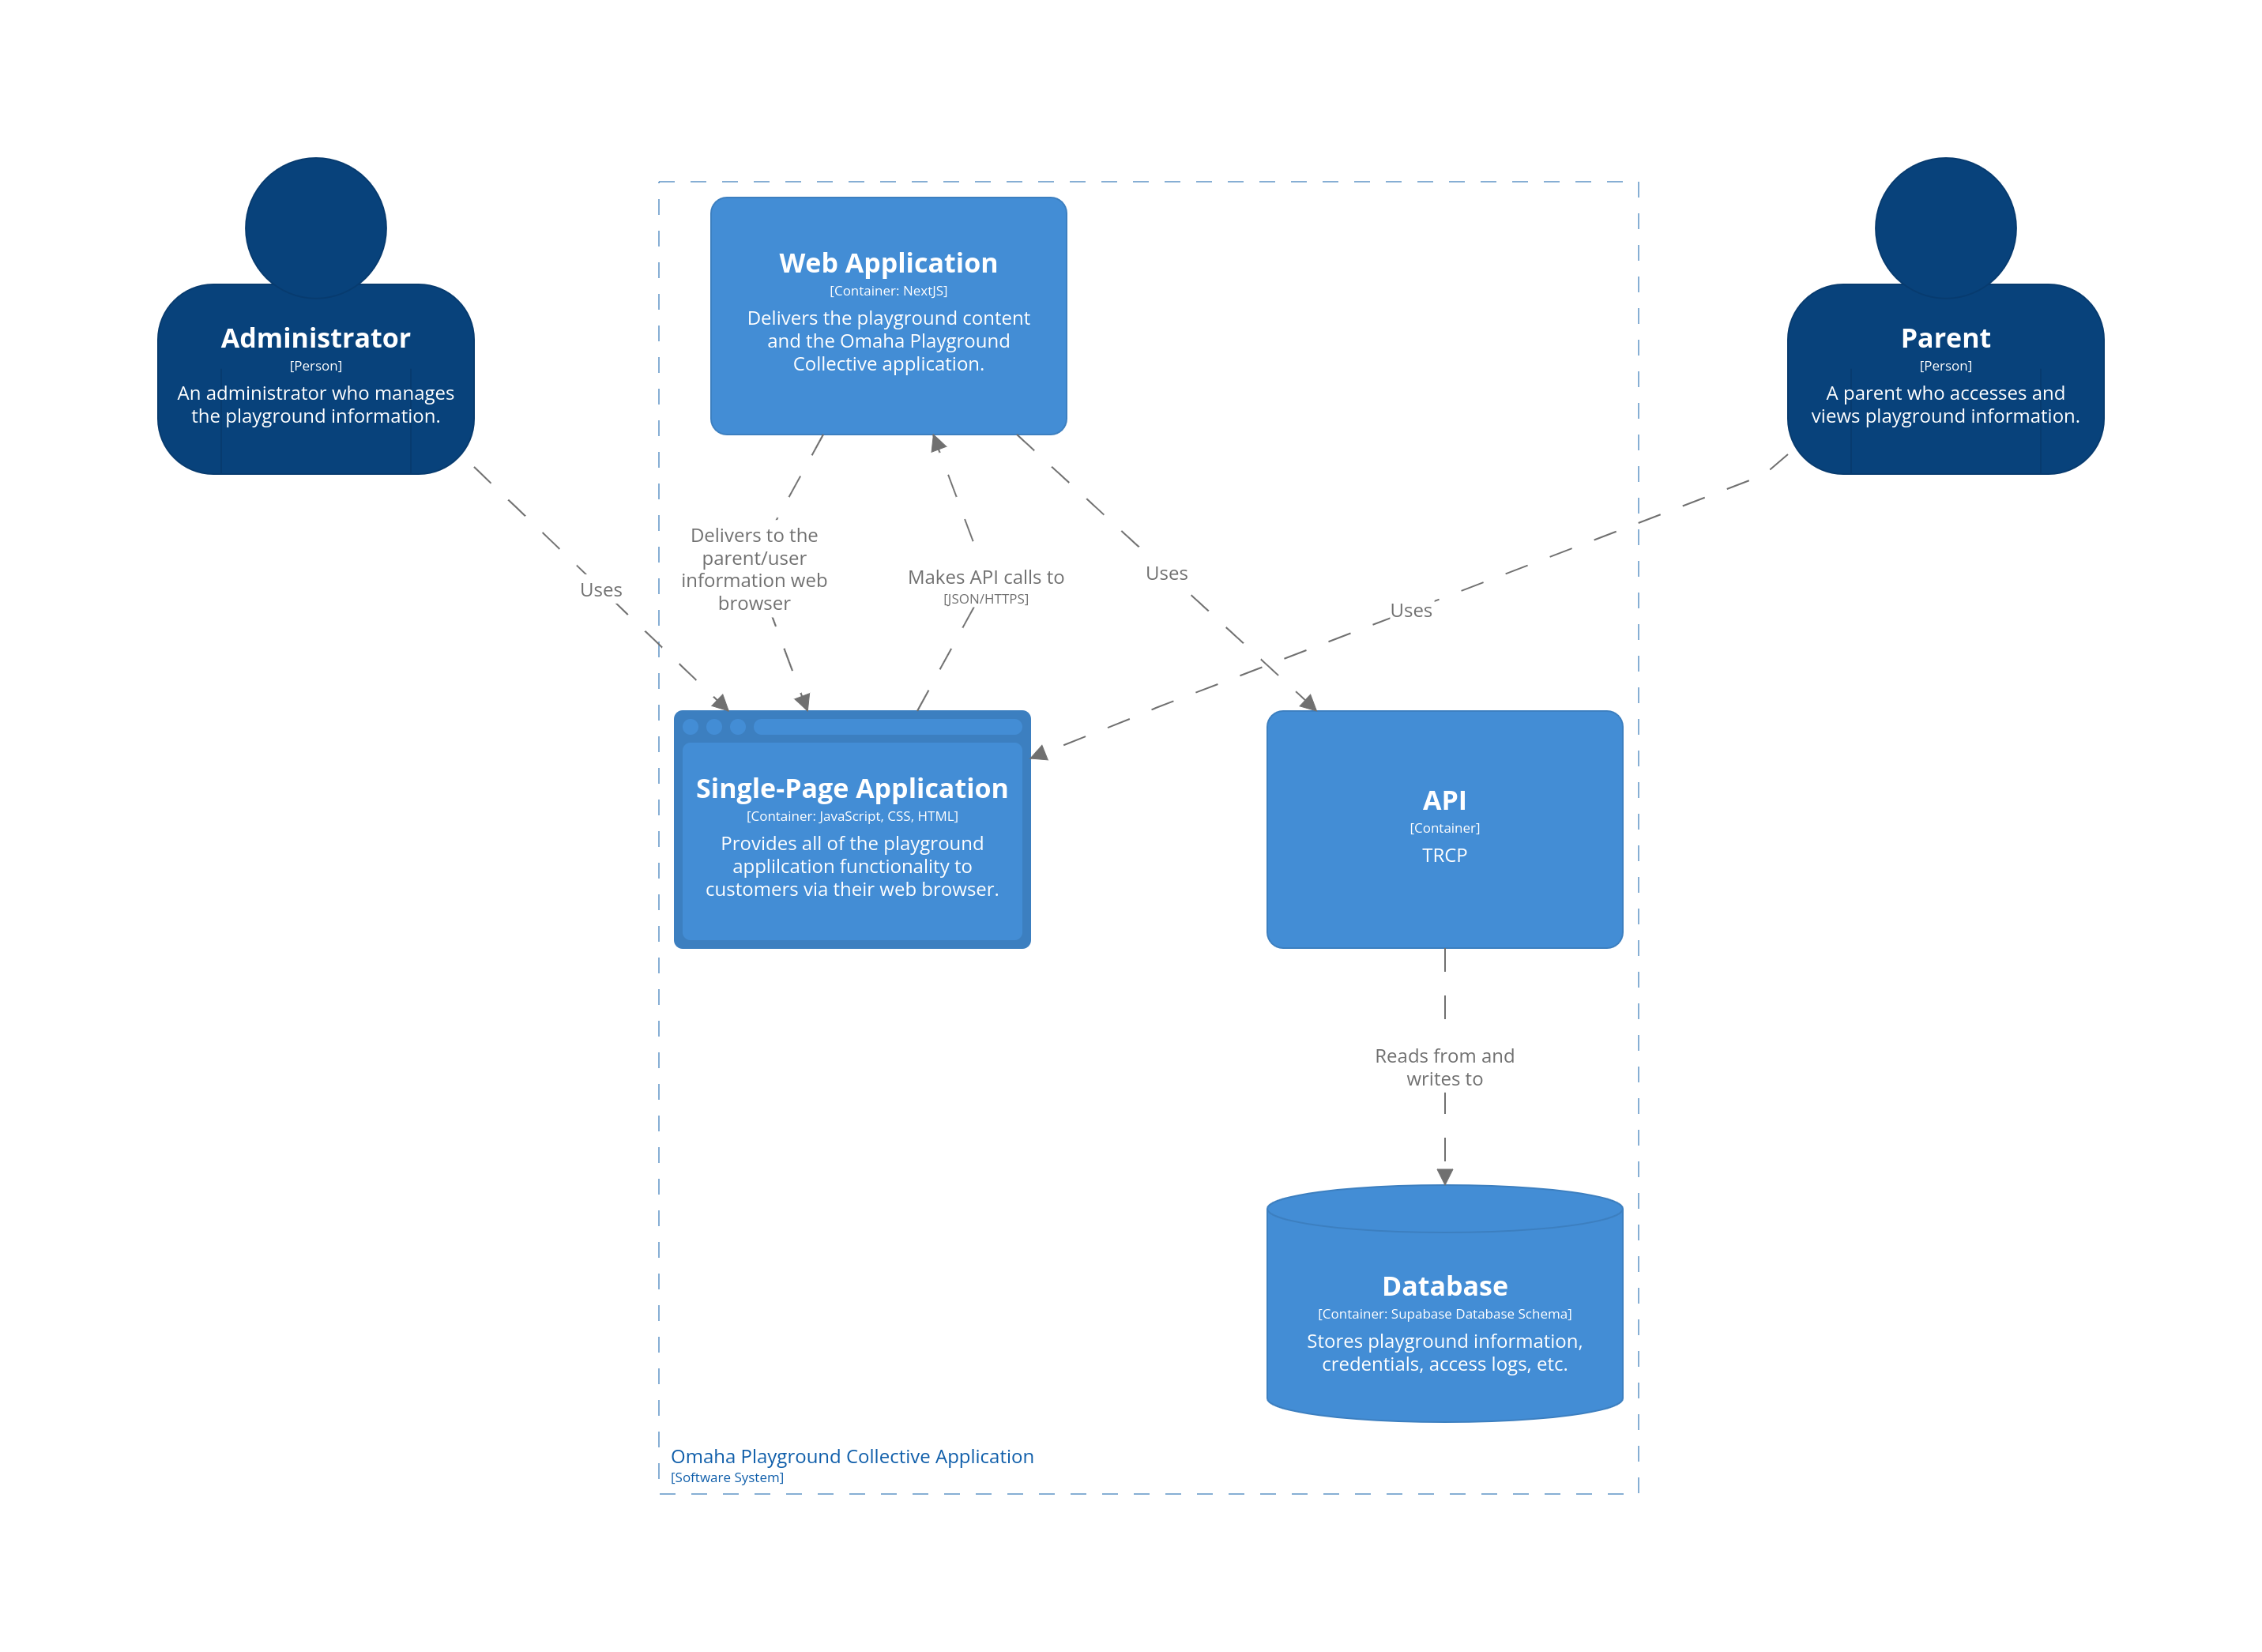 Administrator
[Person]
An administrator who manages
the playground information.
Web Application
[Container: NextJS]
Delivers the playground content
and the Omaha Playground
Collective application.
Parent
[Person]
A parent who accesses and
views playground information.
Uses
Delivers to the
parent/user
information web
browser
Makes API calls to
[JSON/HTTPS]
Uses
Uses
Single-Page Application
[Container: JavaScript, CSS, HTML]
Provides all of the playground
applilcation functionality to
customers via their web browser.
API
[Container]
TRCP
Reads from and
writes to
Database
[Container: Supabase Database Schema]
Stores playground information,
credentials, access logs, etc.
Omaha Playground Collective Application
[Software System]